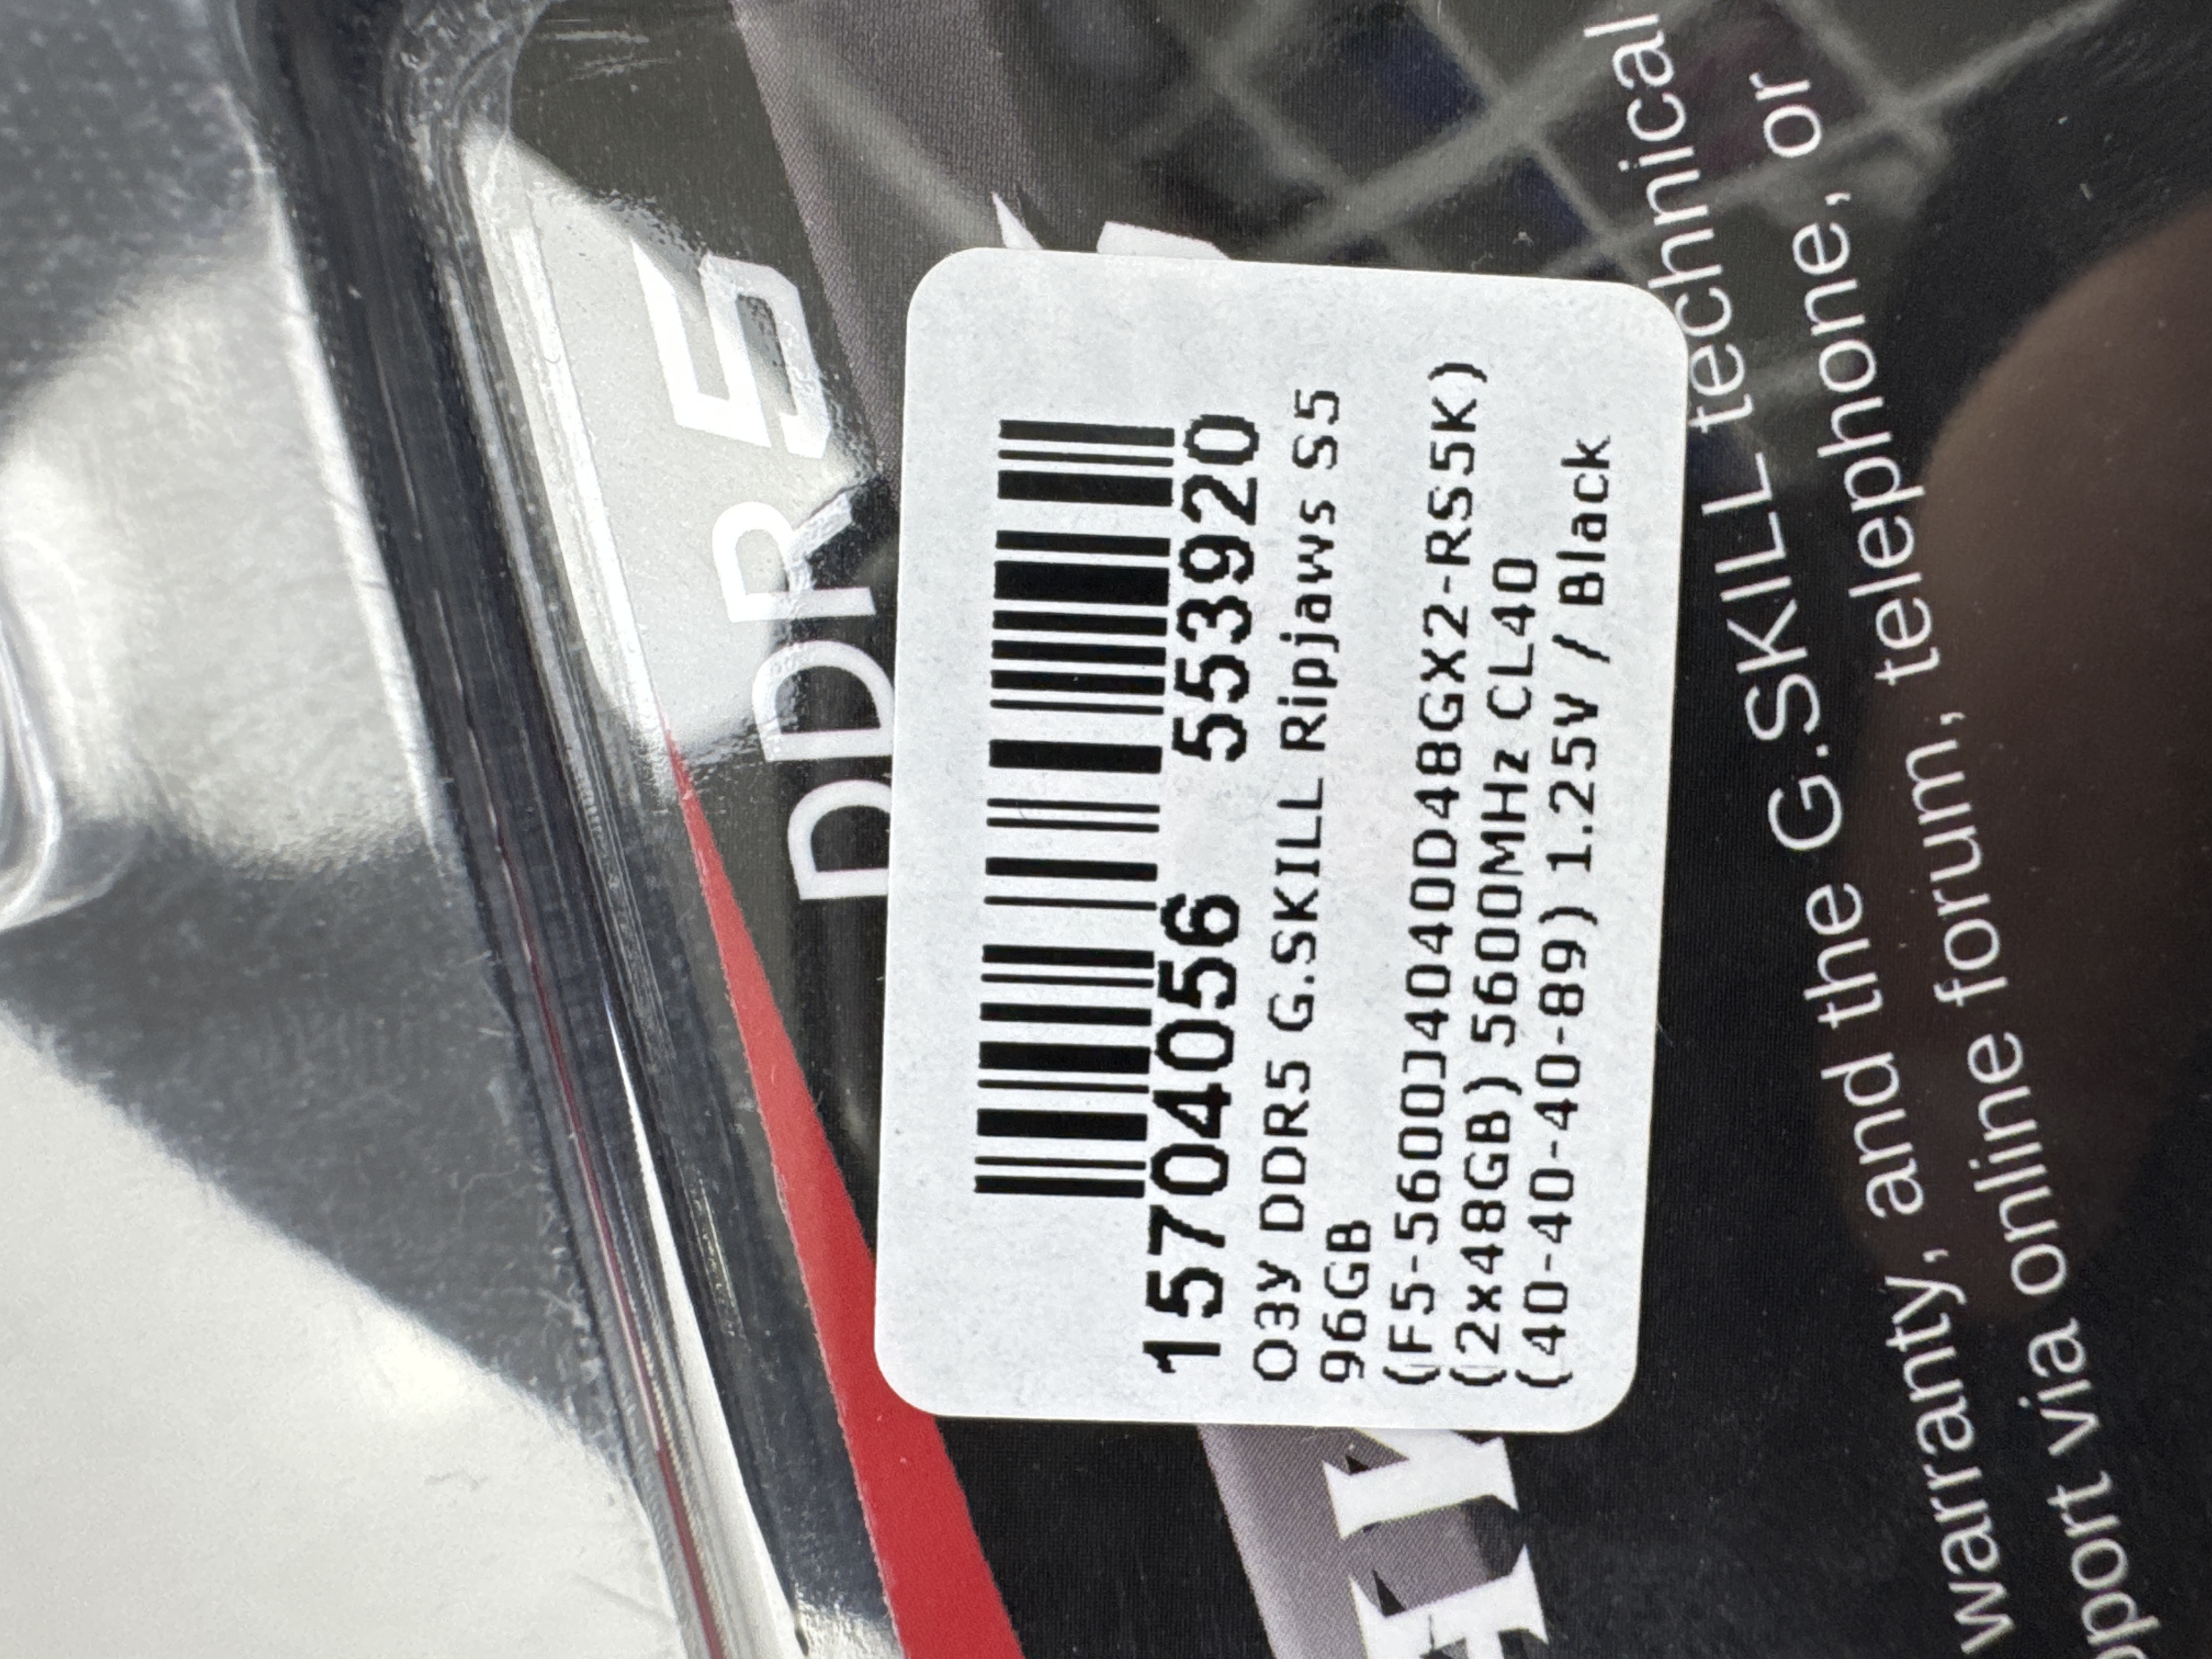 DDR5
15704056 553920
ОЗУ DDR5 G.SKILL Ripjaws S5
96GB
(F5-5600J4040D48GX2-RS5K)
(2x48GB) 5600MHz CL40
(40-40-40-89) 1.25V / Black
warranty, and the G.SKILL technical
pport via online forum, telephone, or